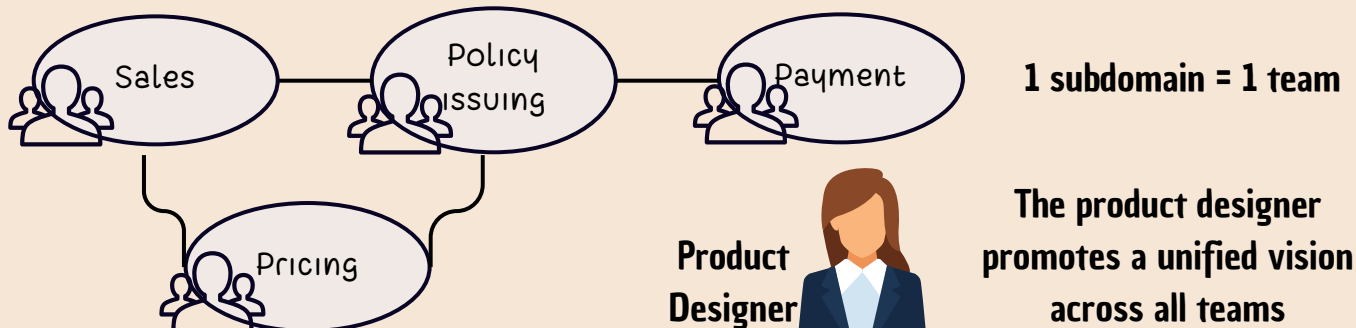 Sales
Policy
issuing
Payment
1 subdomain = 1 team
Pricing
Product
Designer
The product designer
promotes a unified vision
across all teams